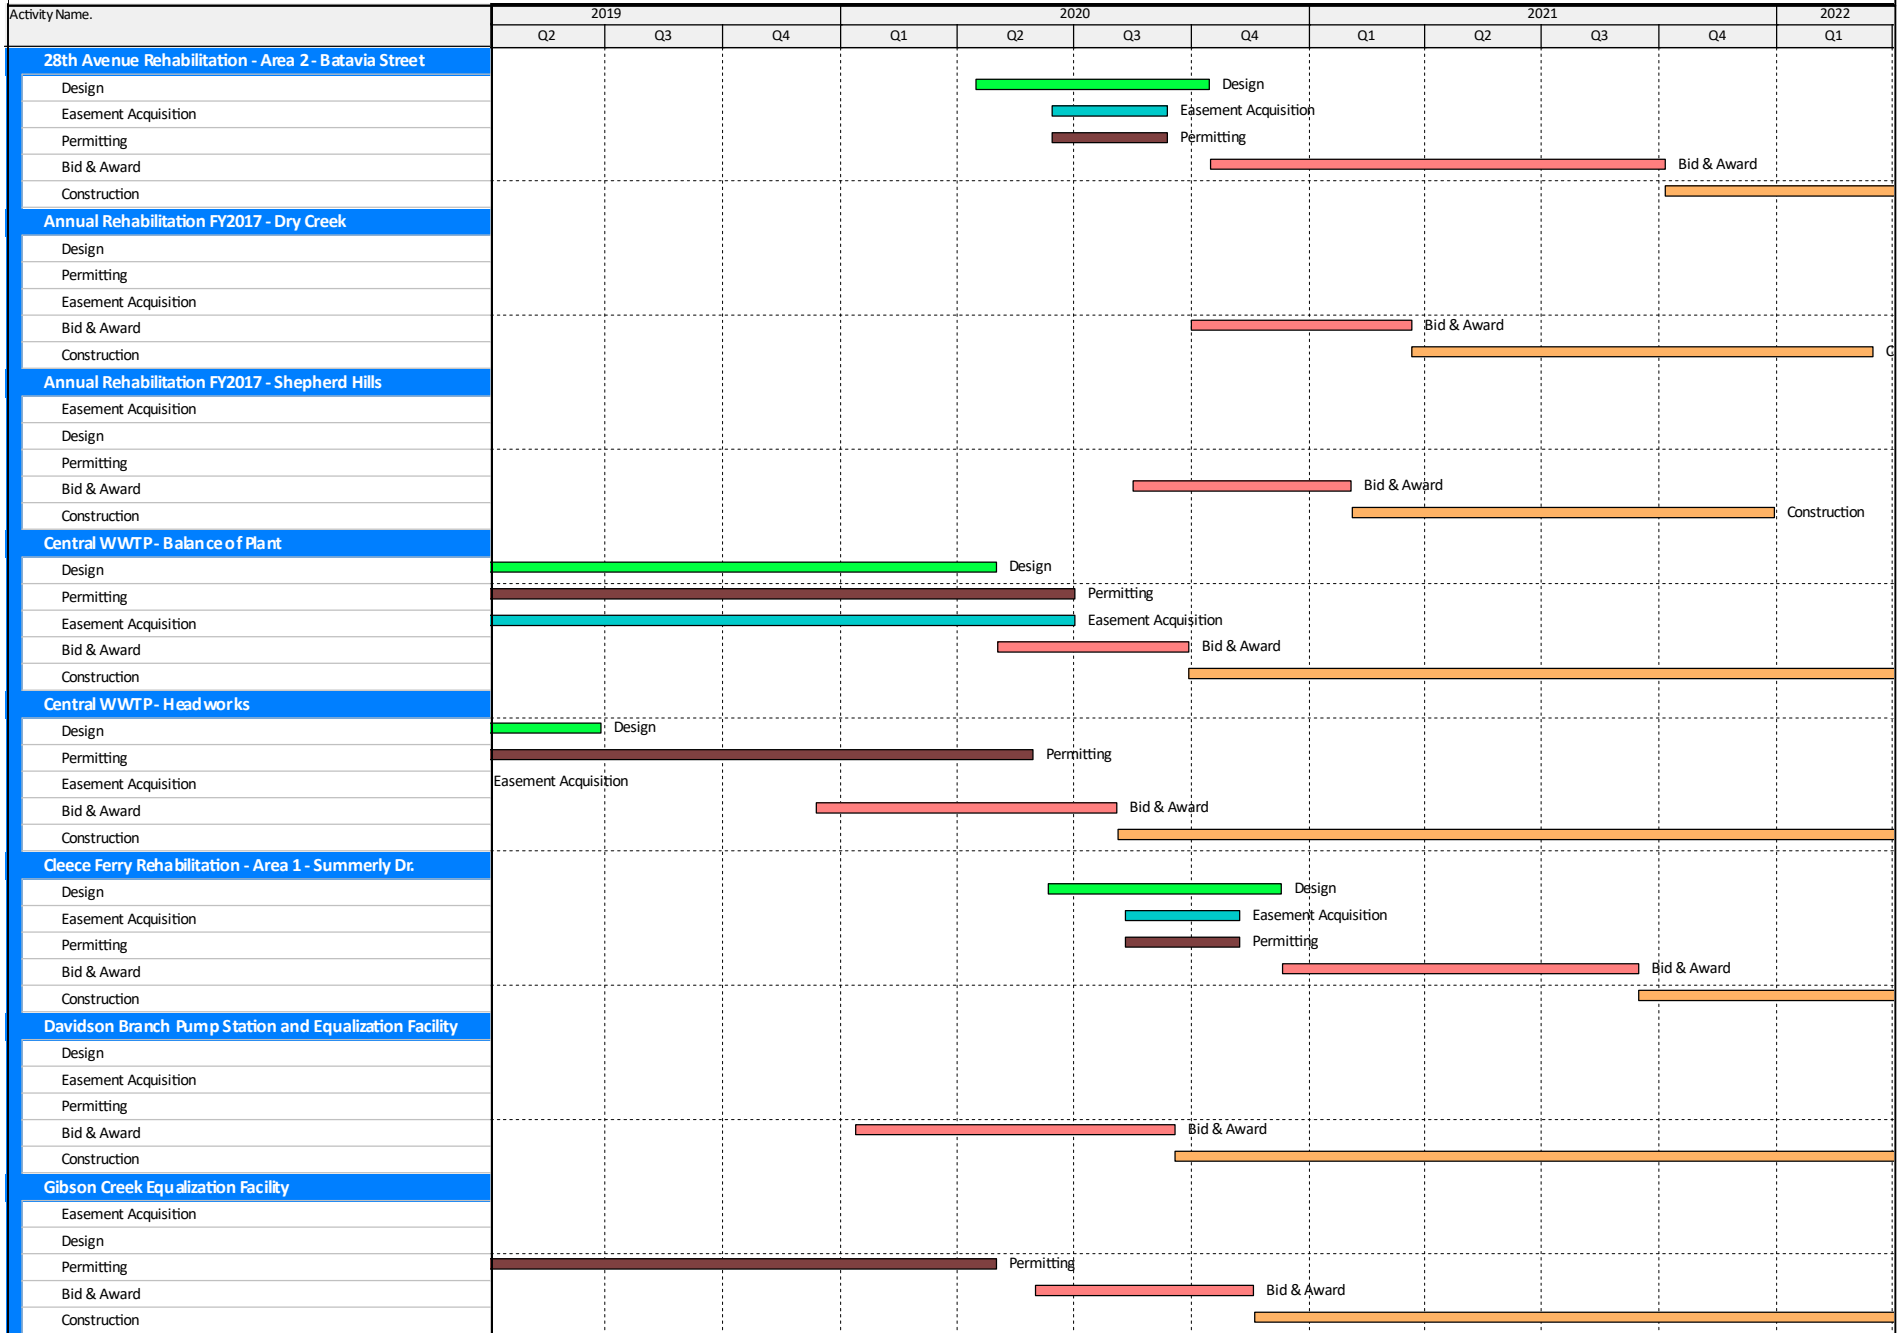 Activity Name. 2019 2020 2021 2022
Q2 Q3 Q4 Q1 Q2 Q3 Q4 Q1 Q2 Q3 Q4 Q1
28th Avenue Rehabilitation - Area 2 - Batavia Street
Design Design
Easement Acquisition Easement Acquisition
Permitting Permitting
Bid & Award Bid & Award
Construction
Annual Rehabilitation FY2017 - Dry Creek
Design
Permitting
Easement Acquisition
Bid & Award Bid & Award
Construction C
Annual Rehabilitation FY2017 - Shepherd Hills
Easement Acquisition
Design
Permitting
Bid & Award Bid & Award
Construction Construction
Central WWTP - Balance of Plant
Design Design
Permitting Permitting
Easement Acquisition Easement Acquisition
Bid & Award Bid & Award
Construction
Central WWTP - Headworks
Design Design
Permitting Permitting
Easement Acquisition Easement Acquisition
Bid & Award Bid & Award
Construction
Cleece Ferry Rehabilitation - Area 1 - Summerly Dr.
Design Design
Easement Acquisition Easement Acquisition
Permitting Permitting
Bid & Award Bid & Award
Construction
Davidson Branch Pump Station and Equalization Facility
Design
Easement Acquisition
Permitting
Bid & Award Bid & Award
Construction
Gibson Creek Equalization Facility
Easement Acquisition
Design
Permitting Permitting
Bid & Award Bid & Award
Construction